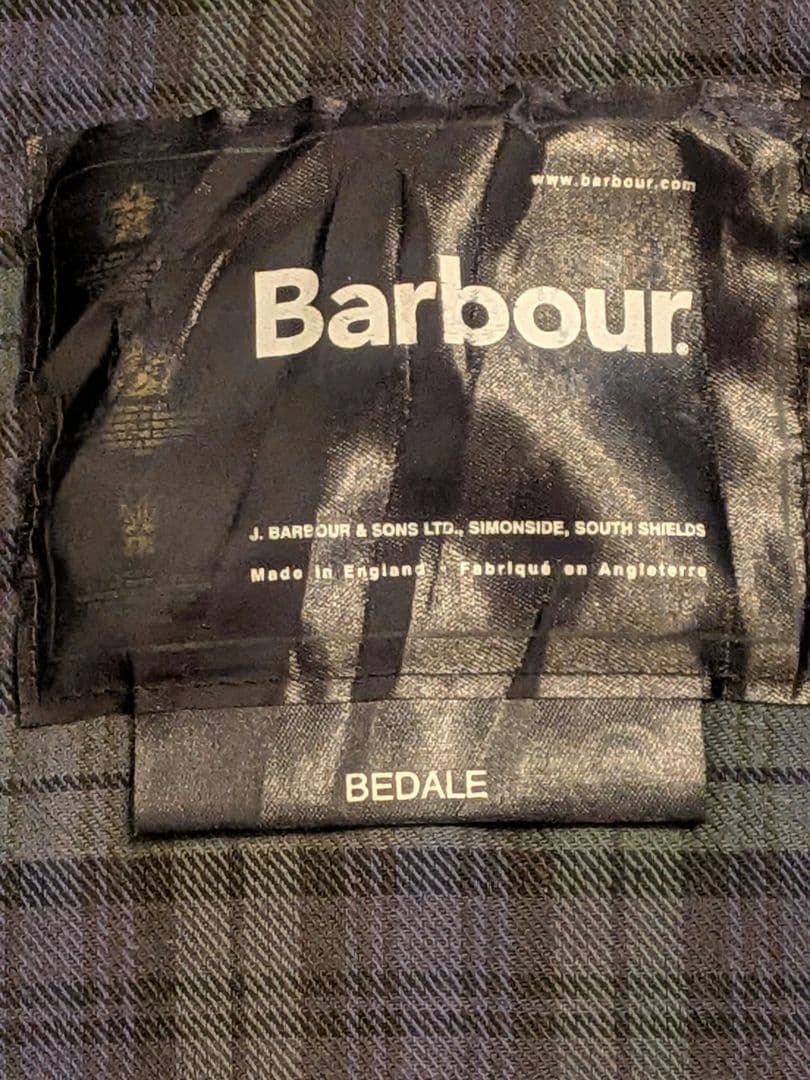 www.barbour.com
Barbour.
J. BARBOUR & SONS LTD., SIMONSIDE, SOUTH SHIELDS
Made in England · Fabriqué en Angleterre
BEDALE